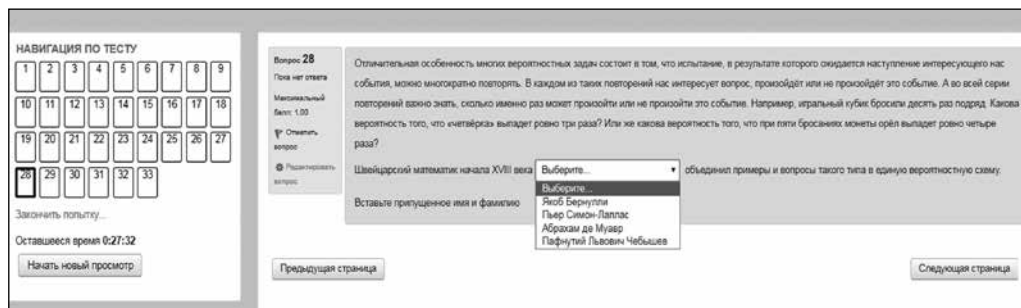 НАВИГАЦИЯ ПО ТЕСТУ
1 2 3 4 5 6 7 8 9
10 11 12 13 14 15 16 17 18
19 20 21 22 23 24 25 26 27
28 29 30 31 32 33
Закончить попытку...
Оставшееся время 0:27:32
Начать новый просмотр
Вопрос 28
Пока нет ответа
Максимальный
балл: 1,00
Отметить
вопрос
Редактировать
вопрос
Отличительная особенность многих вероятностных задач состоит в том, что испытание, в результате которого ожидается наступление интересующего нас
события, можно многократно повторять. В каждом из таких повторений нас интересует вопрос, произойдёт или не произойдёт это событие. А во всей серии
повторений важно знать, сколько именно раз может произойти или не произойти это событие. Например, игральный кубик бросили десять раз подряд. Какова
вероятность того, что «четвёрка» выпадет ровно три раза? Или же какова вероятность того, что при пяти бросаниях монеты орёл выпадет ровно четыре
раза?
Швейцарский математик начала XVIII века Выберите... объединил примеры и вопросы такого типа в единую вероятностную схему.
Выберите...
Якоб Бернулли
Пьер Симон-Лаплас
Абрахам де Муавр
Пафнутий Львович Чебышев
Вставьте припущенное имя и фамилию
Предыдущая страница
Следующая страница